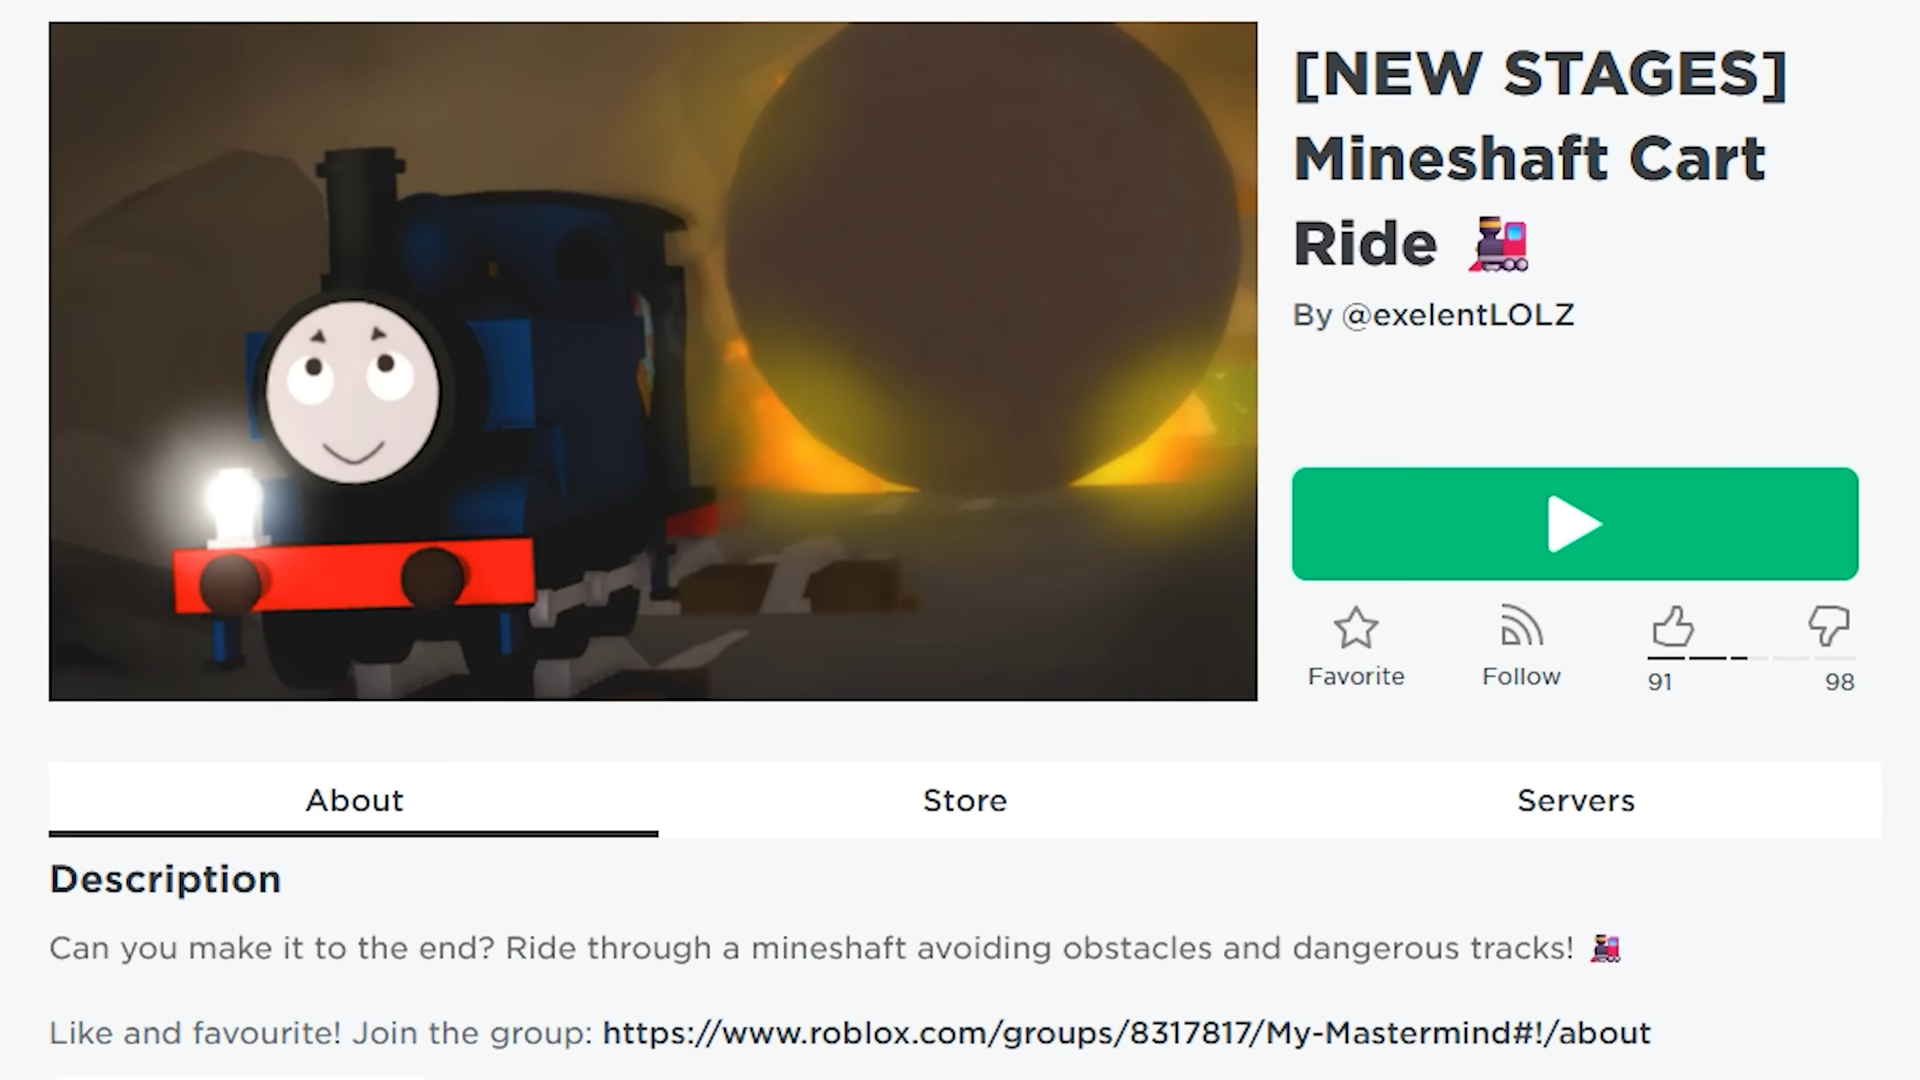 [NEW STAGES]
Mineshaft Cart
Ride 🚂
By @exelentLOLZ
Favorite
Follow
91
98
About
Store
Servers
Description
Can you make it to the end? Ride through a mineshaft avoiding obstacles and dangerous tracks! 🚂
Like and favourite! Join the group: https://www.roblox.com/groups/8317817/My-Mastermind#!/about